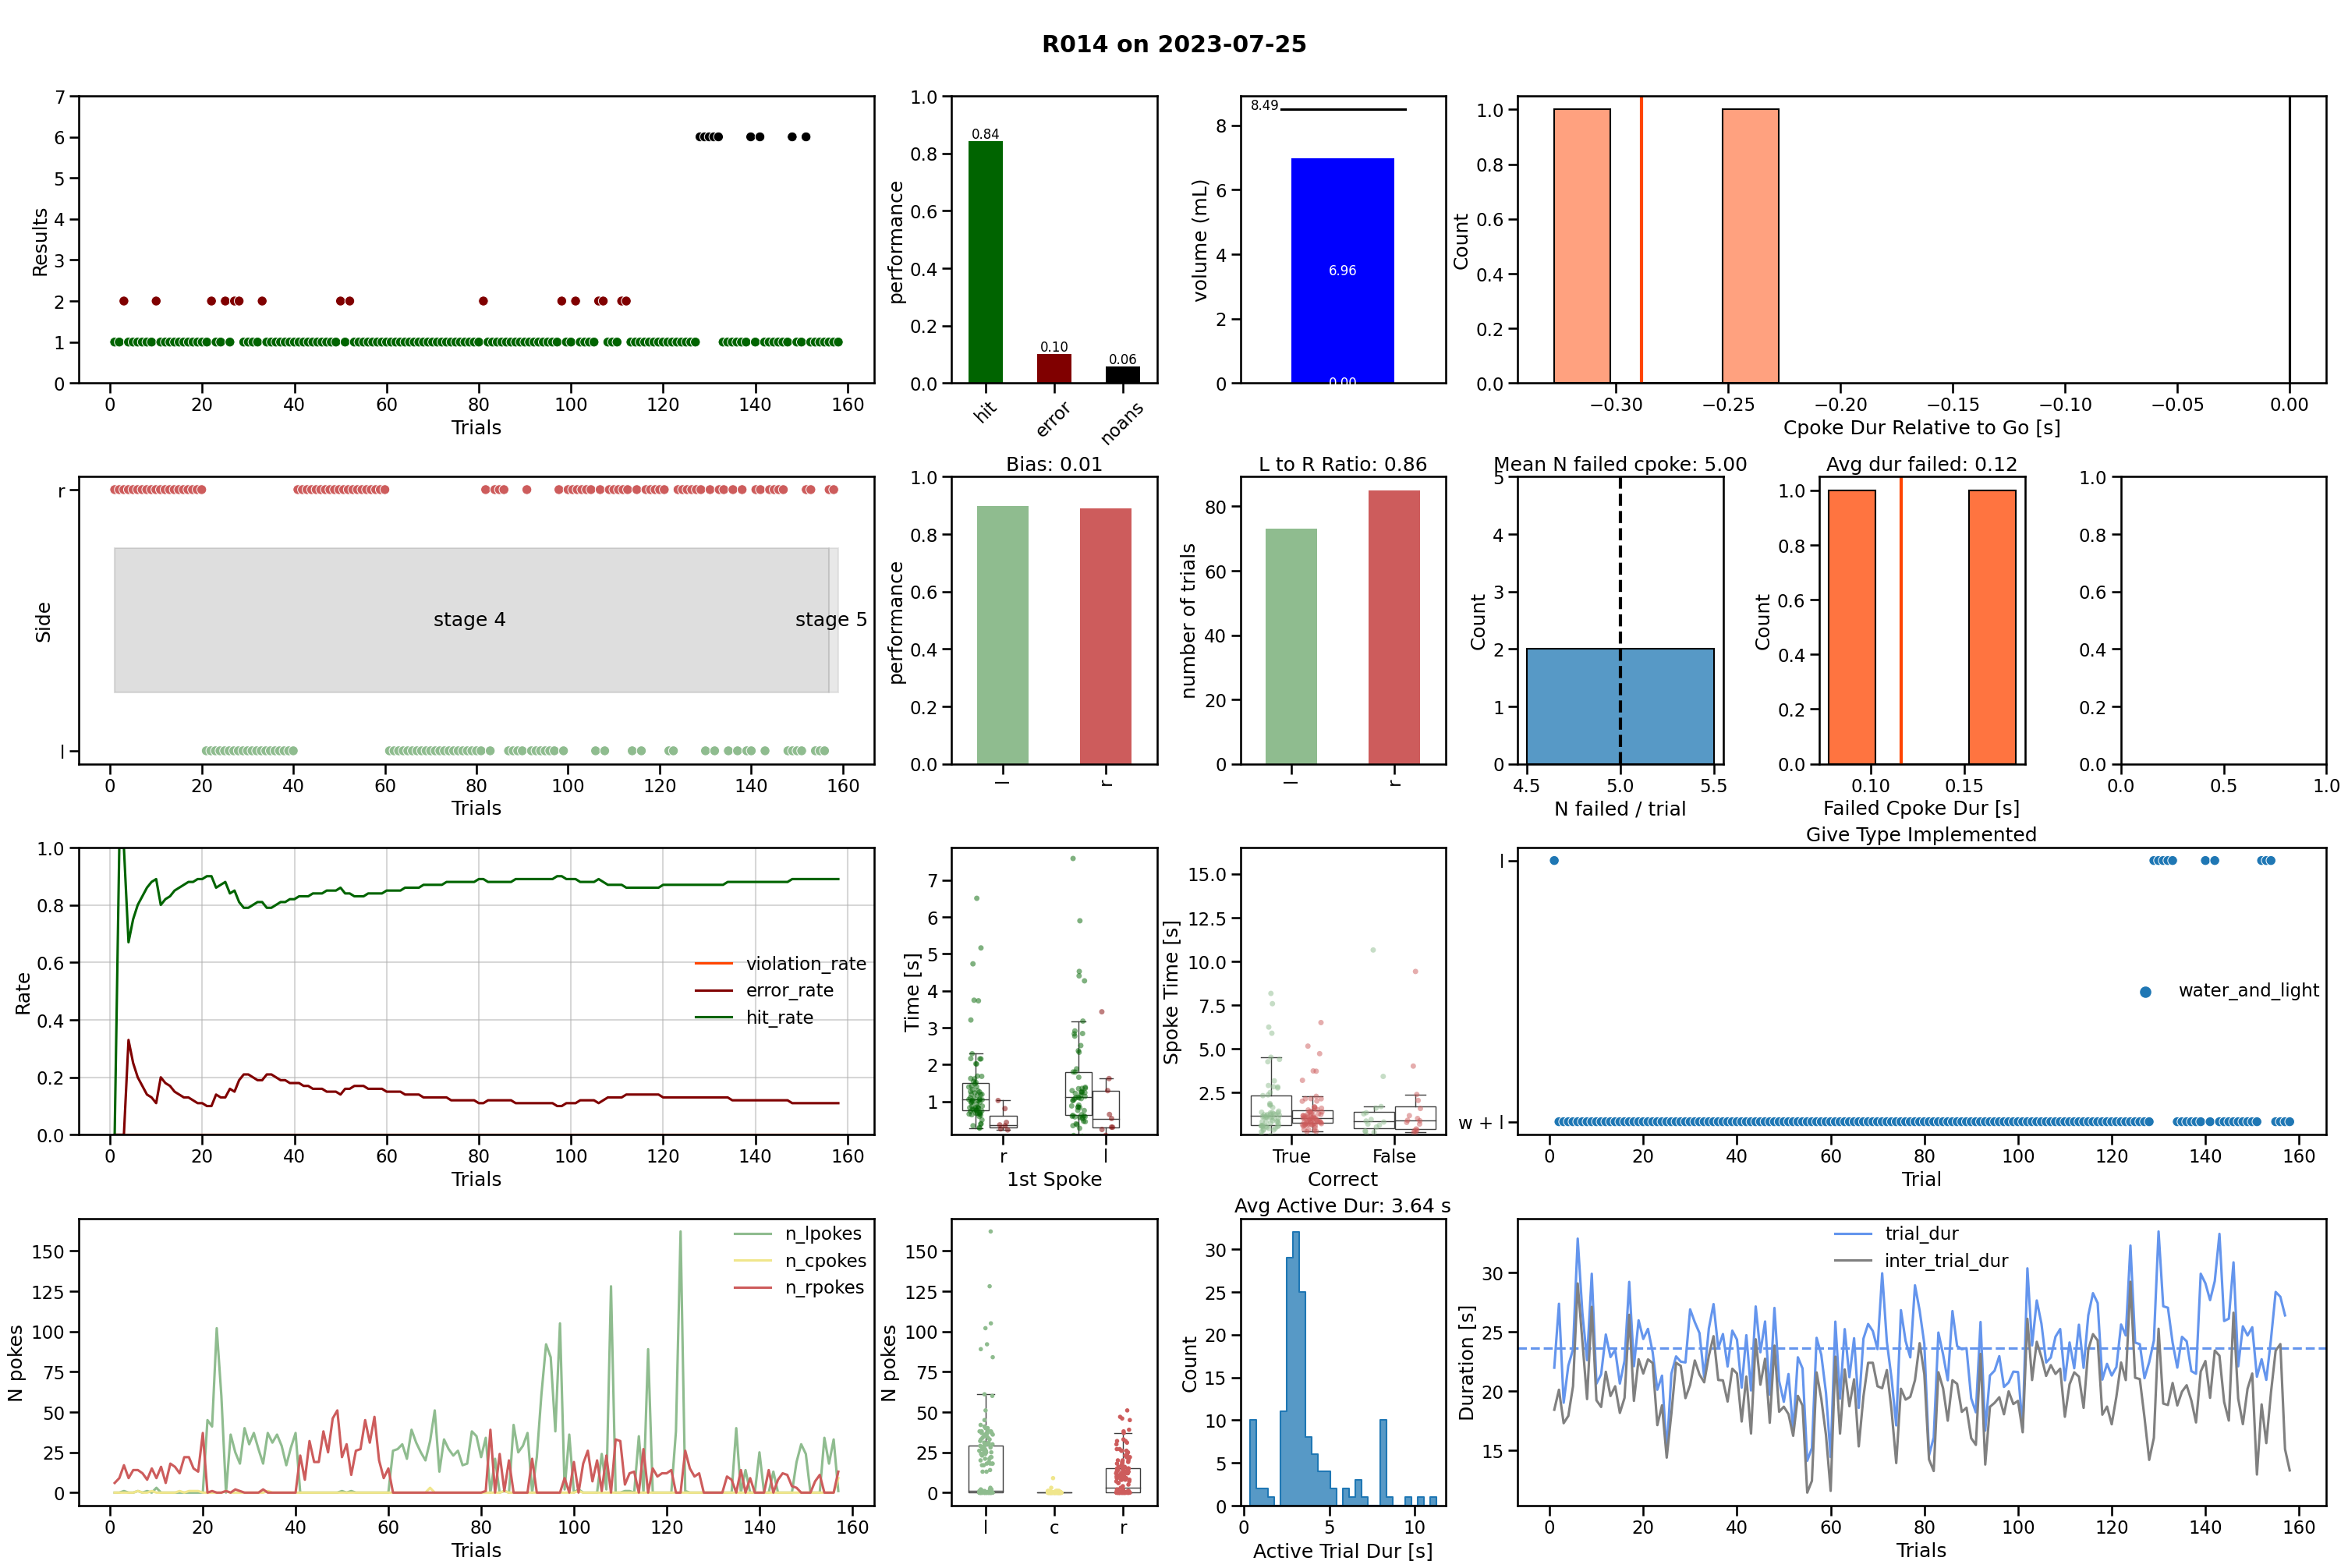 R014 on 2023-07-25
7
6
5
4
3
2
1
0
Results
0 20 40 60 80 100 120 140 160
Trials
1.0
0.8
0.6
0.4
0.2
0.0
performance
0.84
0.10
0.06
hit error noans
8
6
4
2
0
volume (mL)
8.49
6.96
0.00
1.0
0.8
0.6
0.4
0.2
0.0
Count
−0.30 −0.25 −0.20 −0.15 −0.10 −0.05 0.00
Cpoke Dur Relative to Go [s]
r
l
Side
stage 4
stage 5
0 20 40 60 80 100 120 140 160
Trials
Bias: 0.01
1.0
0.8
0.6
0.4
0.2
0.0
performance
l r
L to R Ratio: 0.86
80
60
40
20
0
number of trials
l r
Mean N failed cpoke: 5.00
5
4
3
2
1
0
Count
4.5 5.0 5.5
N failed / trial
Avg dur failed: 0.12
1.0
0.8
0.6
0.4
0.2
0.0
Count
0.10 0.15
Failed Cpoke Dur [s]
1.0
0.8
0.6
0.4
0.2
0.0
0.0 0.5 1.0
1.0
0.8
0.6
0.4
0.2
0.0
Rate
violation_rate
error_rate
hit_rate
0 20 40 60 80 100 120 140 160
Trials
7
6
5
4
3
2
1
Time [s]
r l
1st Spoke
15.0
12.5
10.0
7.5
5.0
2.5
Spoke Time [s]
True False
Correct
Give Type Implemented
l
w + l
water_and_light
0 20 40 60 80 100 120 140 160
Trial
150
125
100
75
50
25
0
N pokes
n_lpokes
n_cpokes
n_rpokes
0 20 40 60 80 100 120 140 160
Trials
150
125
100
75
50
25
0
N pokes
l c r
Avg Active Dur: 3.64 s
30
25
20
15
10
5
0
Count
0 5 10
Active Trial Dur [s]
30
25
20
15
Duration [s]
trial_dur
inter_trial_dur
0 20 40 60 80 100 120 140 160
Trials